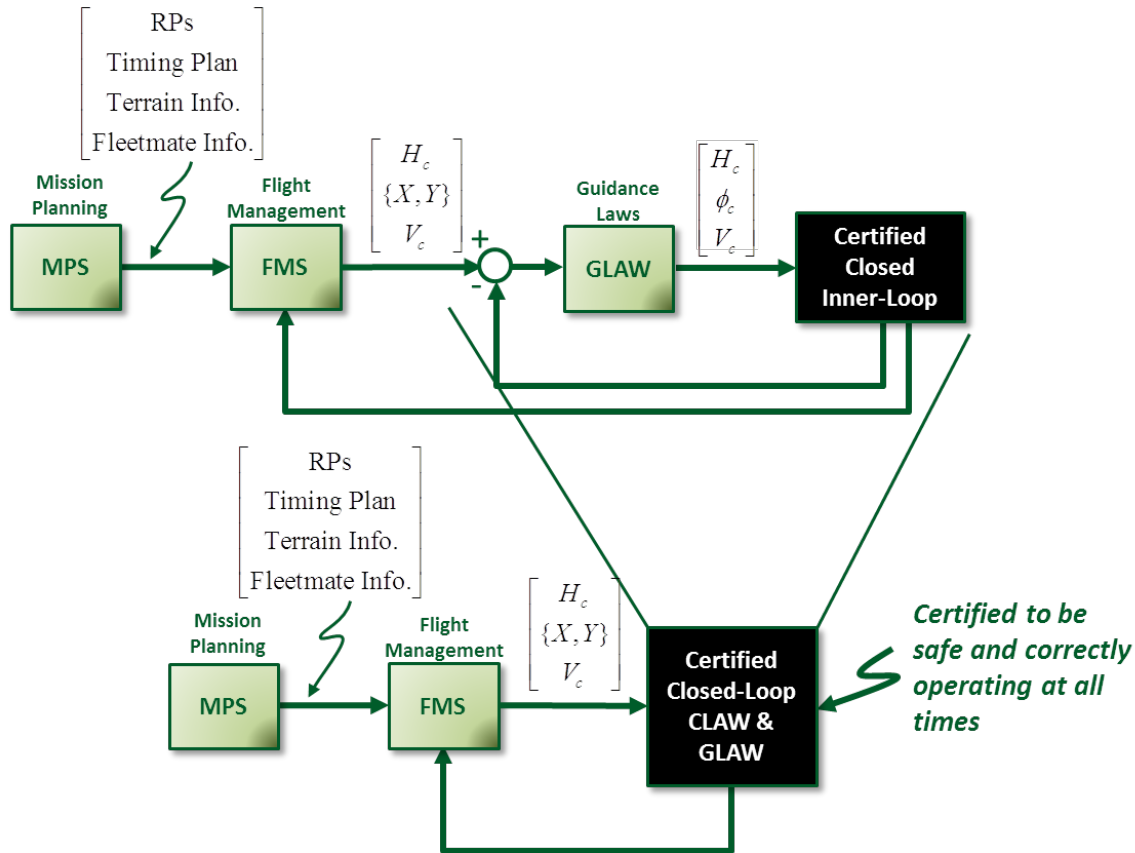 RPs
Timing Plan
Terrain Info.
Fleetmate Info.
Mission
Planning
MPS
Flight
Management
FMS
H_c
{X, Y}
V_c
+
-
Guidance
Laws
GLAW
H_c
ϕ_c
V_c
Certified
Closed
Inner-Loop
RPs
Timing Plan
Terrain Info.
Fleetmate Info.
Mission
Planning
MPS
Flight
Management
FMS
H_c
{X, Y}
V_c
Certified
Closed-Loop
CLAW &
GLAW
Certified to be
safe and correctly
operating at all
times